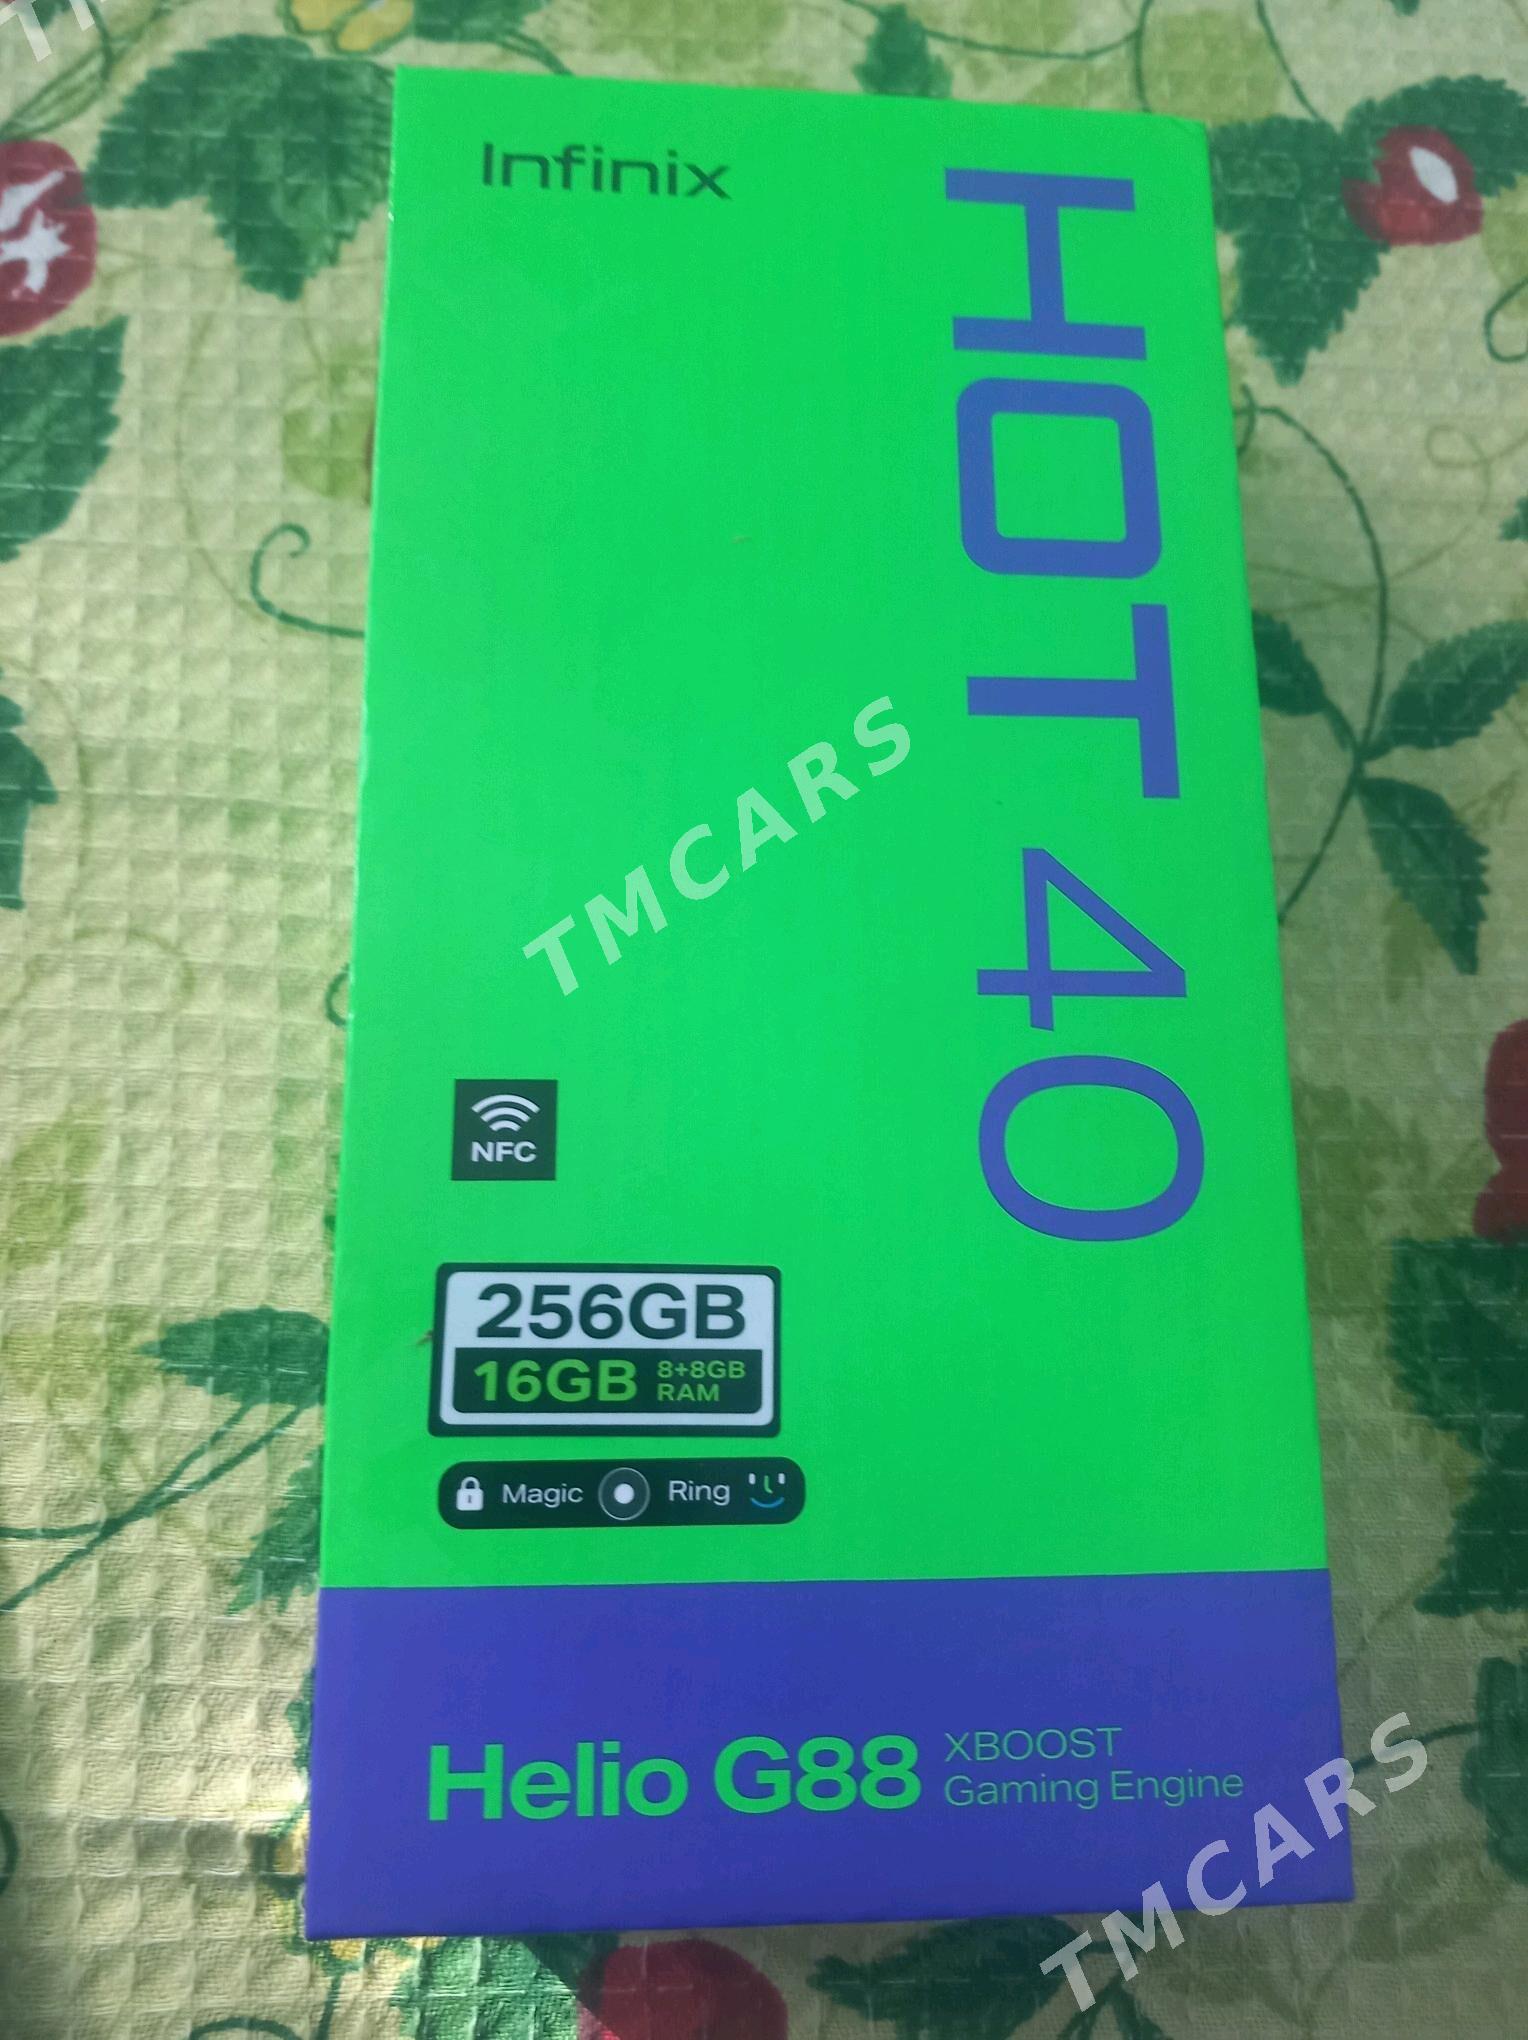 Infinix
HOT 40
TMCARS
NFC
256GB
16GB 8+8GB
RAM
Magic Ring
Helio G88 XBOOST
Gaming Engine
TMCARS